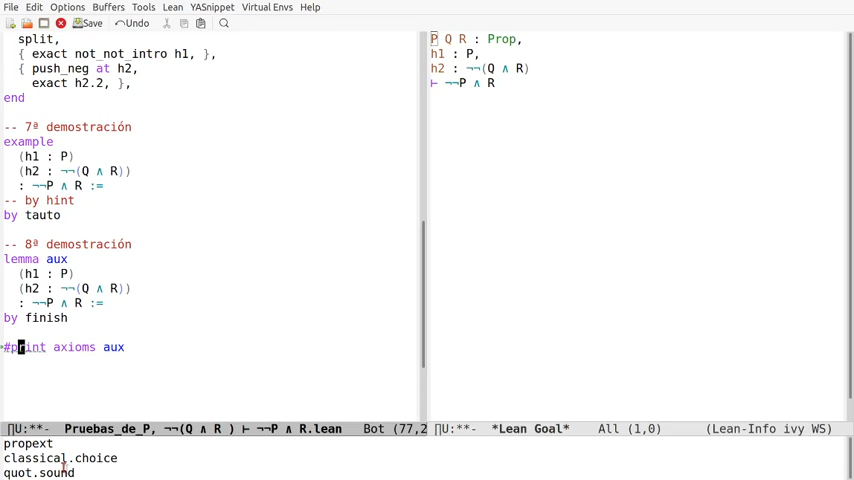 File Edit Options Buffers Tools Lean YASnippet Virtual Envs Help
Save Undo
split,
{ exact not_not_intro h1, },
{ push_neg at h2,
exact h2.2, },
end
-- 7ª demostración
example
(h1 : P)
(h2 : ¬¬(Q ∧ R))
: ¬¬P ∧ R :=
-- by hint
by tauto
-- 8ª demostración
lemma aux
(h1 : P)
(h2 : ¬¬(Q ∧ R))
: ¬¬P ∧ R :=
by finish
#print axioms aux
P Q R : Prop,
h1 : P,
h2 : ¬¬(Q ∧ R)
⊢ ¬¬P ∧ R
∏U:**- Pruebas_de_P, ¬¬(Q ∧ R ) ⊢ ¬¬P ∧ R.lean Bot (77,2
∏U:**- *Lean Goal* All (1,0) (Lean-Info ivy WS)
propext
classical.choice
quot.sound